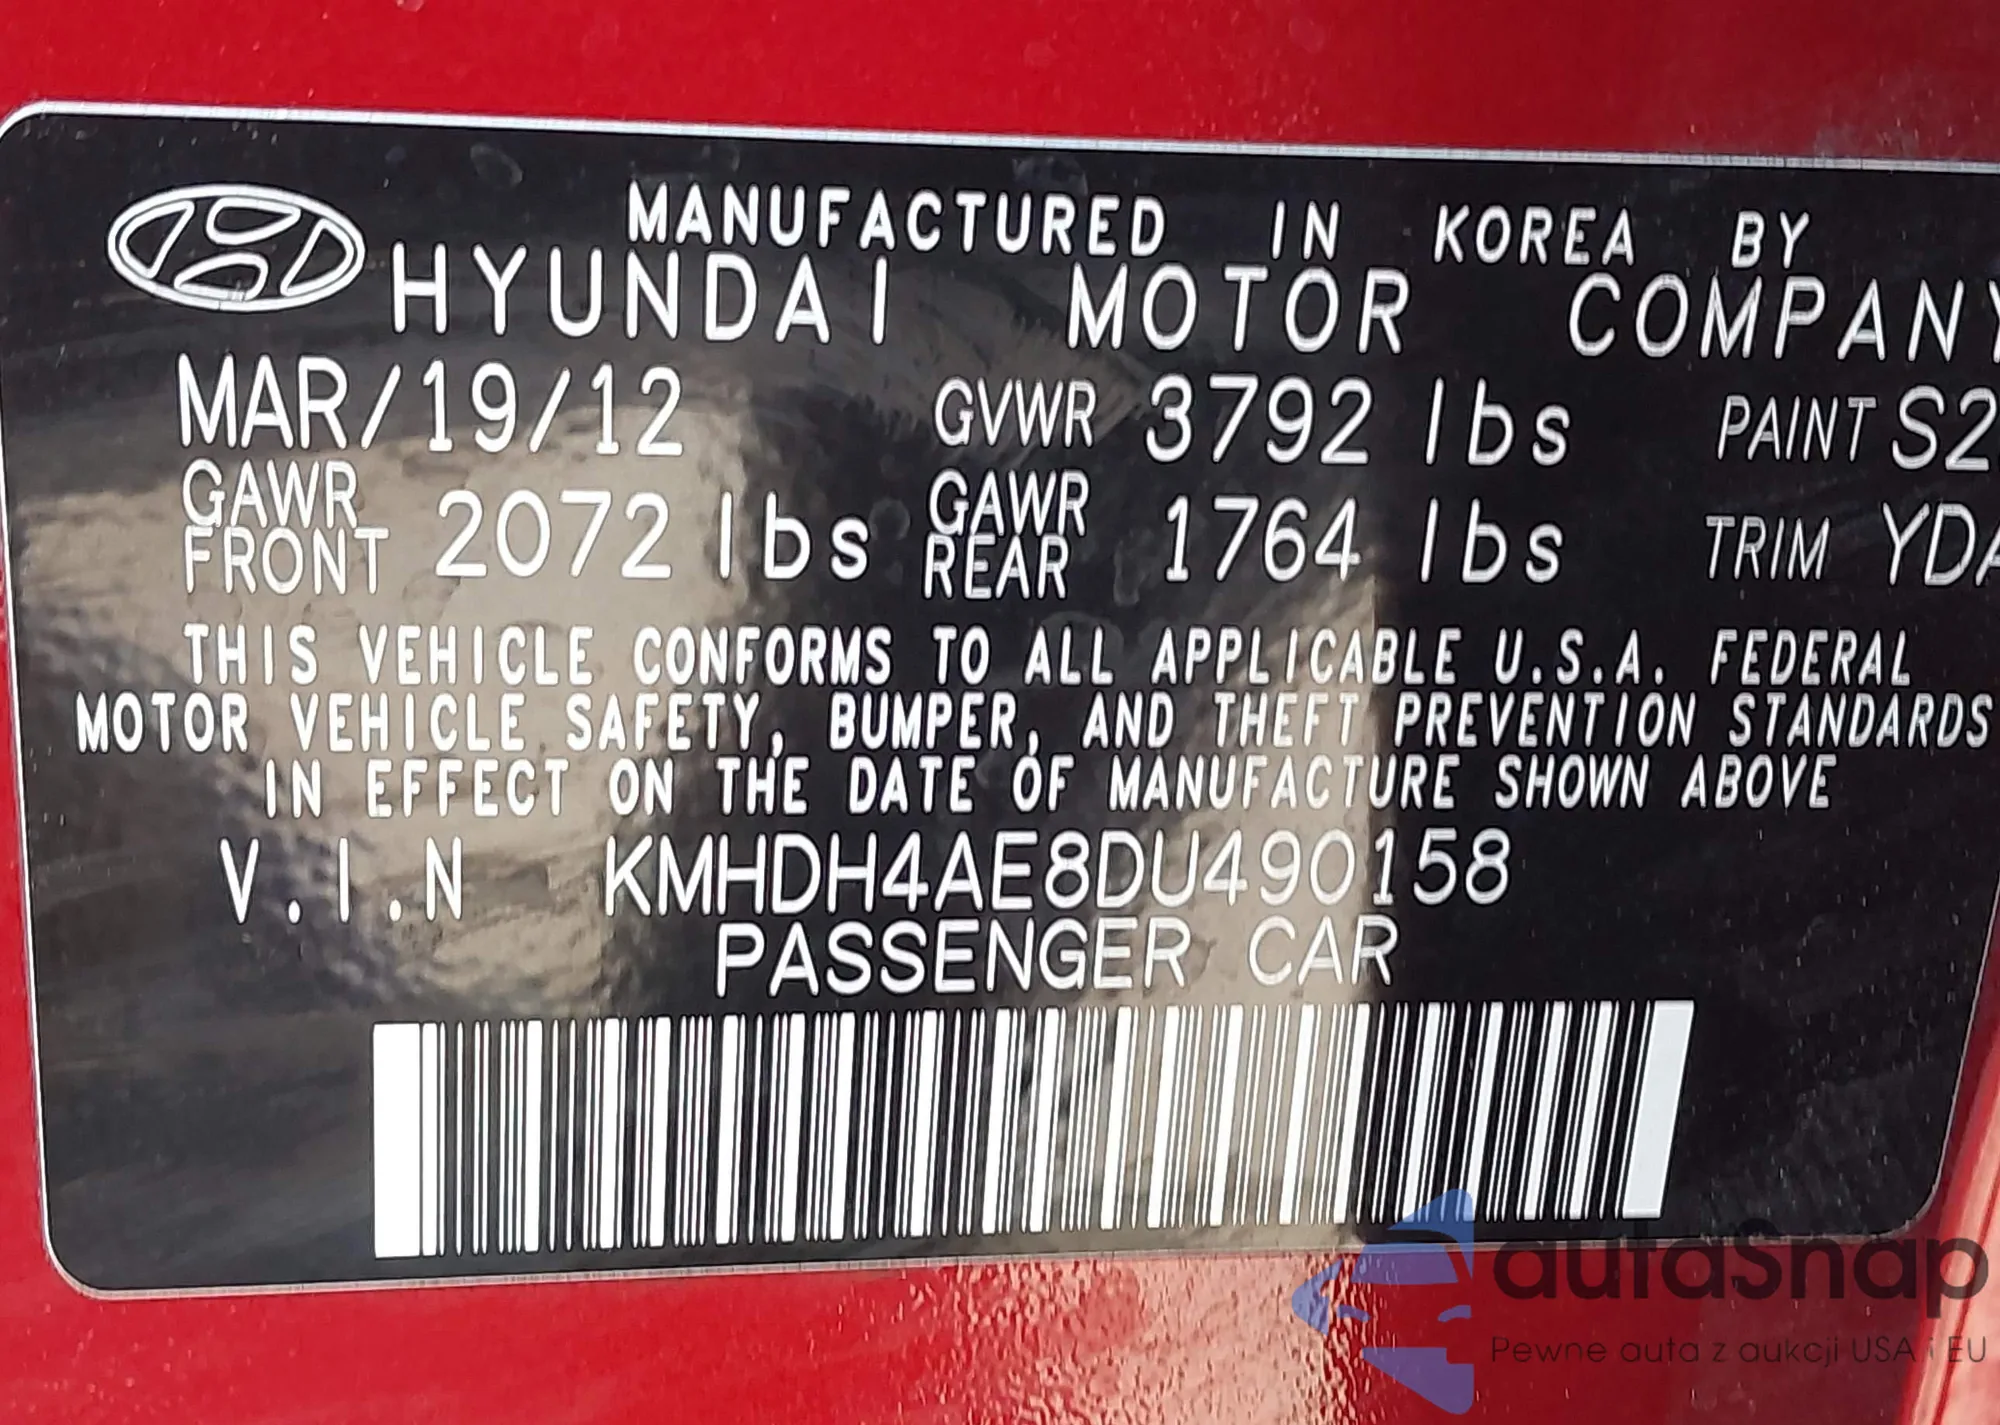 MANUFACTURED IN KOREA BY
HYUNDAI MOTOR COMPANY
MAR/19/12 GVWR 3792 lbs PAINT S2
GAWR FRONT 2072 lbs GAWR REAR 1764 lbs TRIM YDA
THIS VEHICLE CONFORMS TO ALL APPLICABLE U.S.A. FEDERAL
MOTOR VEHICLE SAFETY, BUMPER, AND THEFT PREVENTION STANDARDS
IN EFFECT ON THE DATE OF MANUFACTURE SHOWN ABOVE
V.I.N KMHDH4AE8DU490158
PASSENGER CAR
autaSnap
Pewne auta z aukcji USA i EU